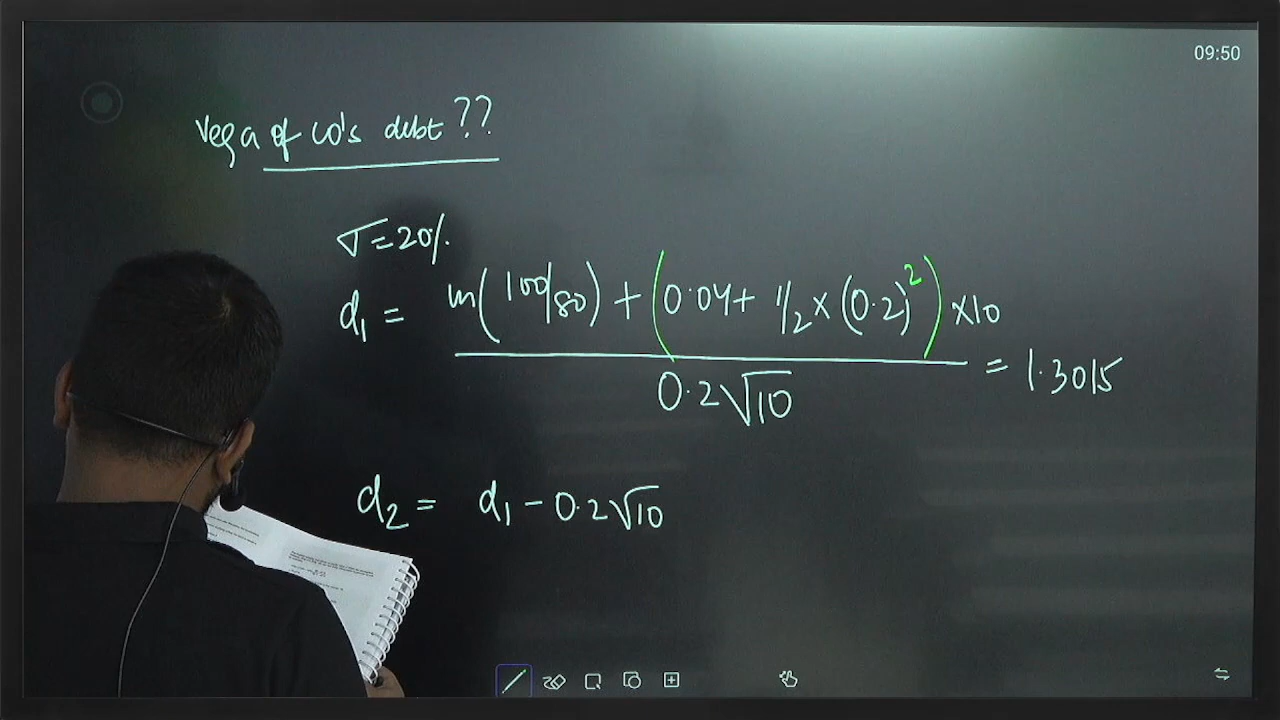 09:50
Vega of co's debt ??
σ = 20%
d₁ = ln(100/80) + (0.04 + 1/2 × (0.2)²) × 10
0.2√10
= 1.3015
d₂ = d₁ - 0.2√10